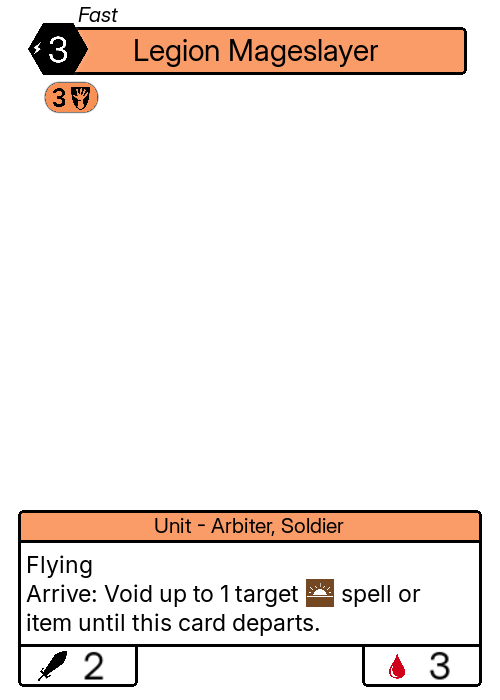 Fast
3 Legion Mageslayer
3
Unit - Arbiter, Soldier
Flying
Arrive: Void up to 1 target spell or
item until this card departs.
2 3